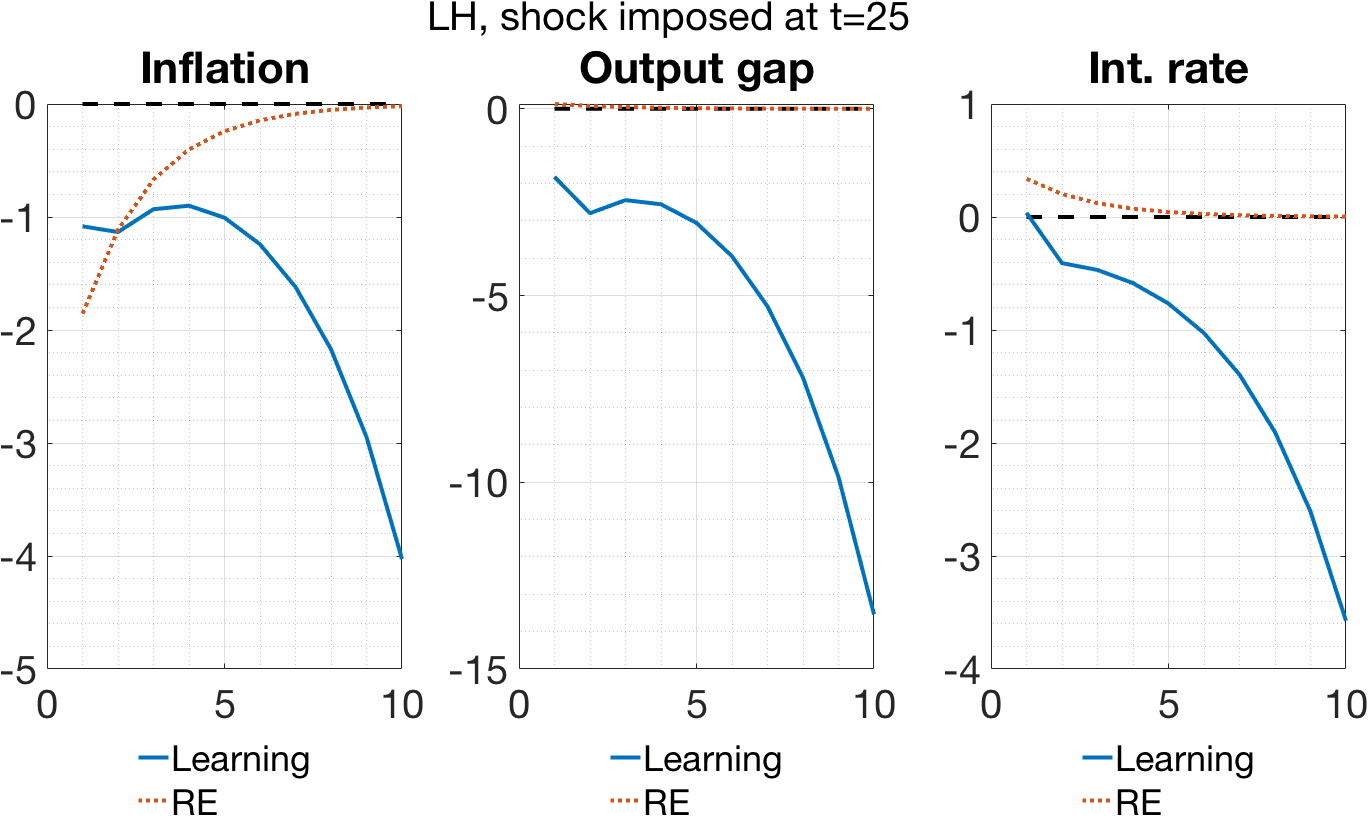 LH, shock imposed at t=25
Inflation
0
-1
-2
-3
-4
-5
0 5 10
Learning
RE
Output gap
0
-5
-10
-15
0 5 10
Learning
RE
Int. rate
1
0
-1
-2
-3
-4
0 5 10
Learning
RE